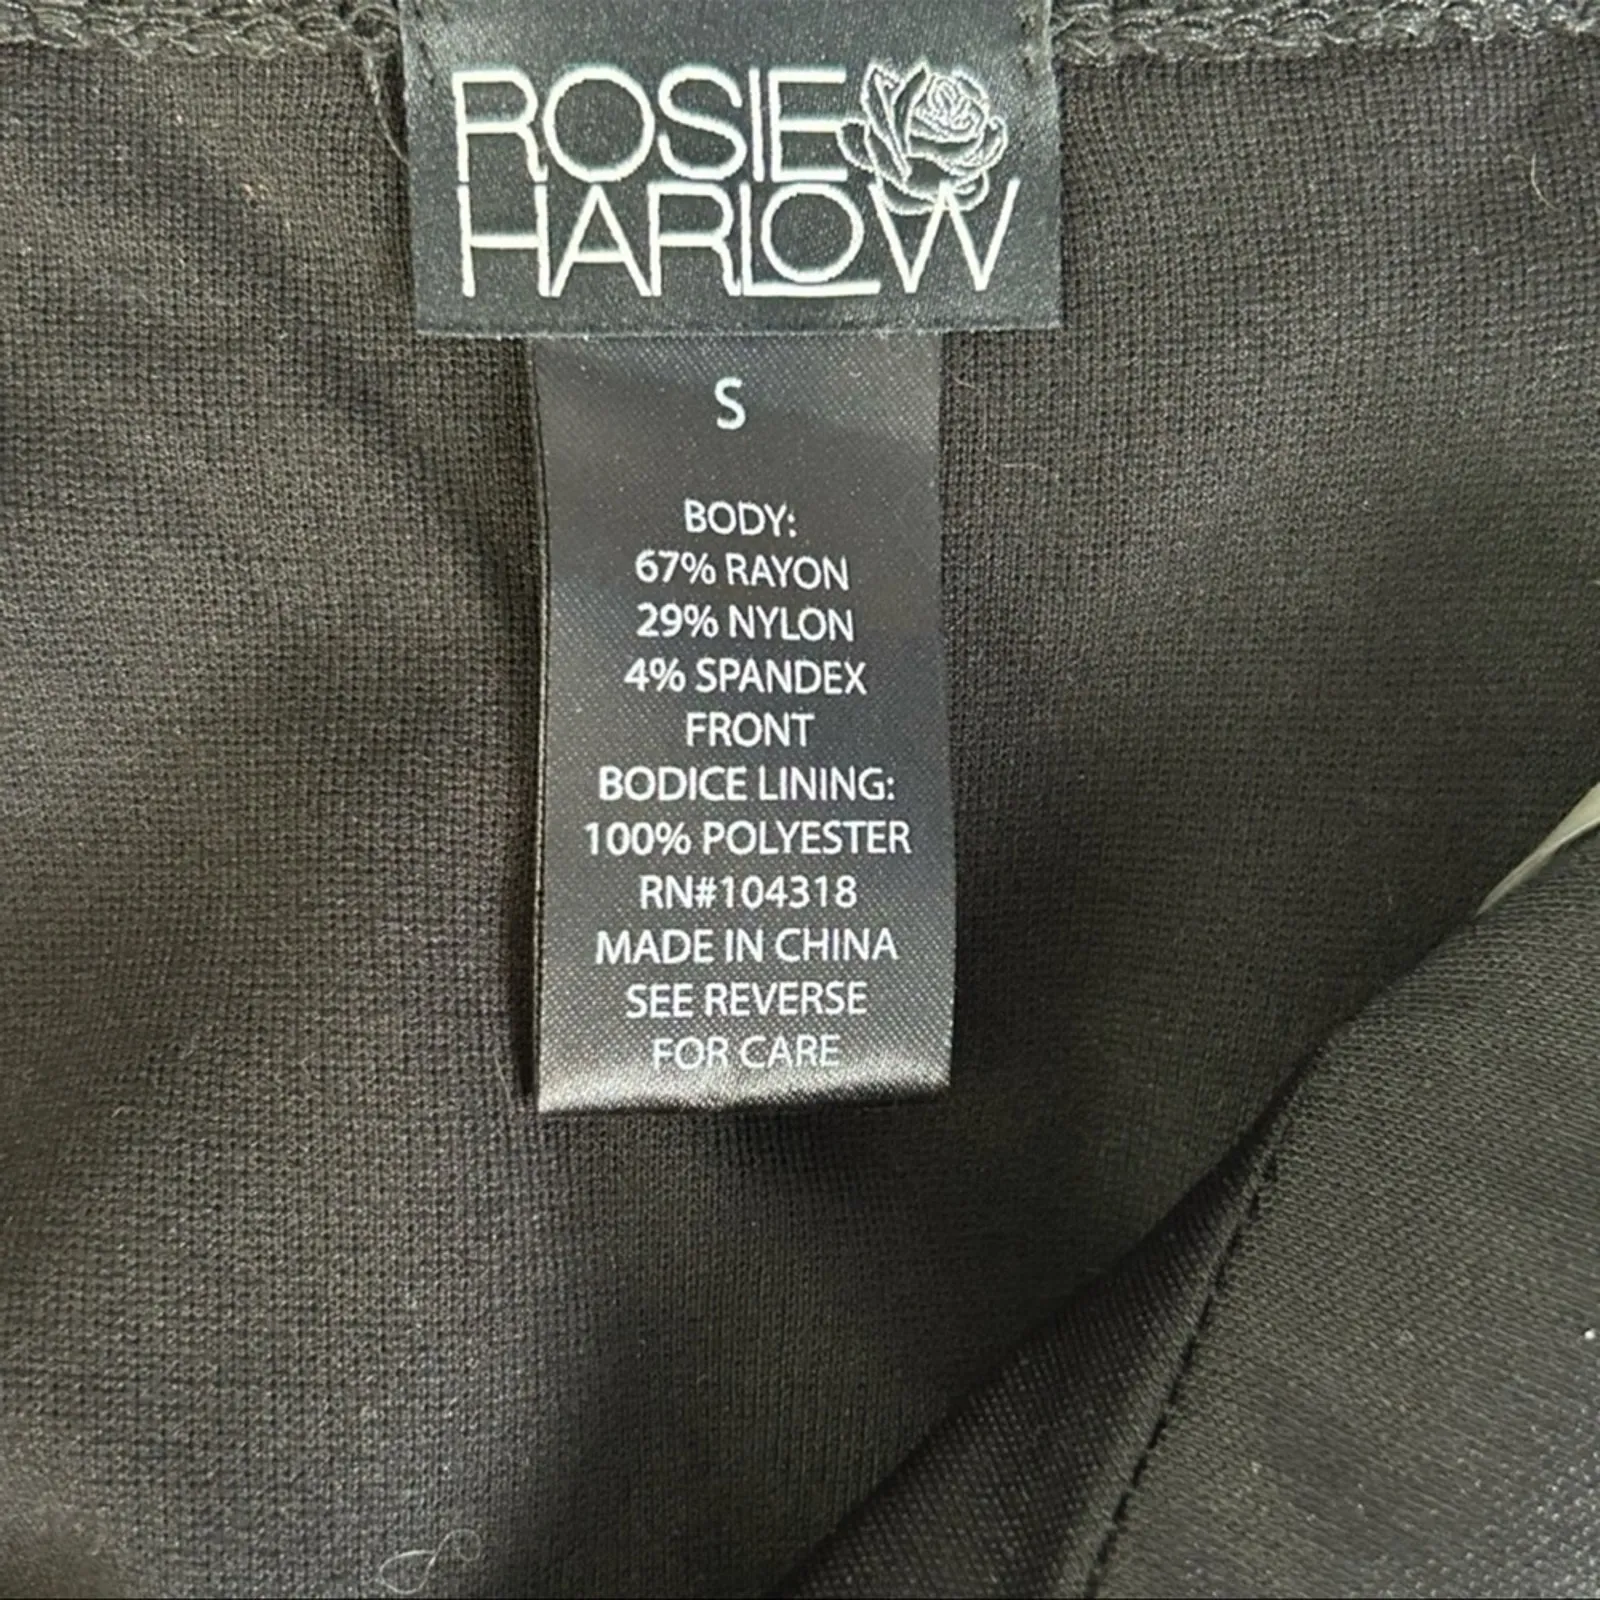 ROSIE
HARLOW
S
BODY:
67% RAYON
29% NYLON
4% SPANDEX
FRONT
BODICE LINING:
100% POLYESTER
RN#104318
MADE IN CHINA
SEE REVERSE
FOR CARE